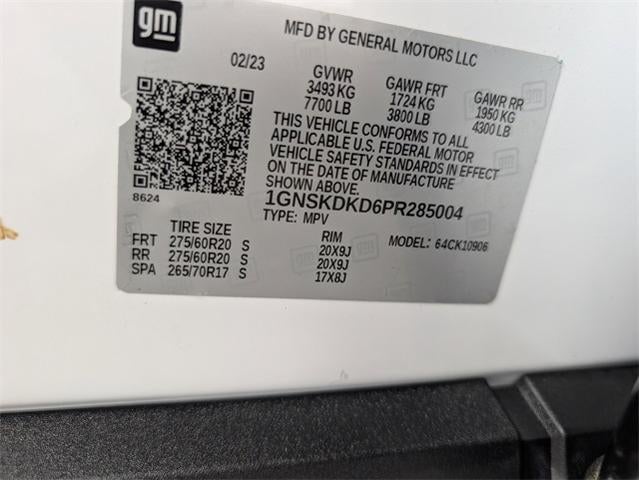 gm
MFD BY GENERAL MOTORS LLC
02/23
GVWR GAWR FRT GAWR RR
3493 KG 1724 KG 1950 KG
7700 LB 3800 LB 4300 LB
THIS VEHICLE CONFORMS TO ALL
APPLICABLE U.S. FEDERAL MOTOR
VEHICLE SAFETY STANDARDS IN EFFECT
ON THE DATE OF MANUFACTURE
SHOWN ABOVE.
8624
1GNSKDKD6PR285004
TYPE: MPV
TIRE SIZE RIM MODEL: 64CK10906
FRT 275/60R20 S 20X9J
RR 275/60R20 S 20X9J
SPA 265/70R17 S 17X8J